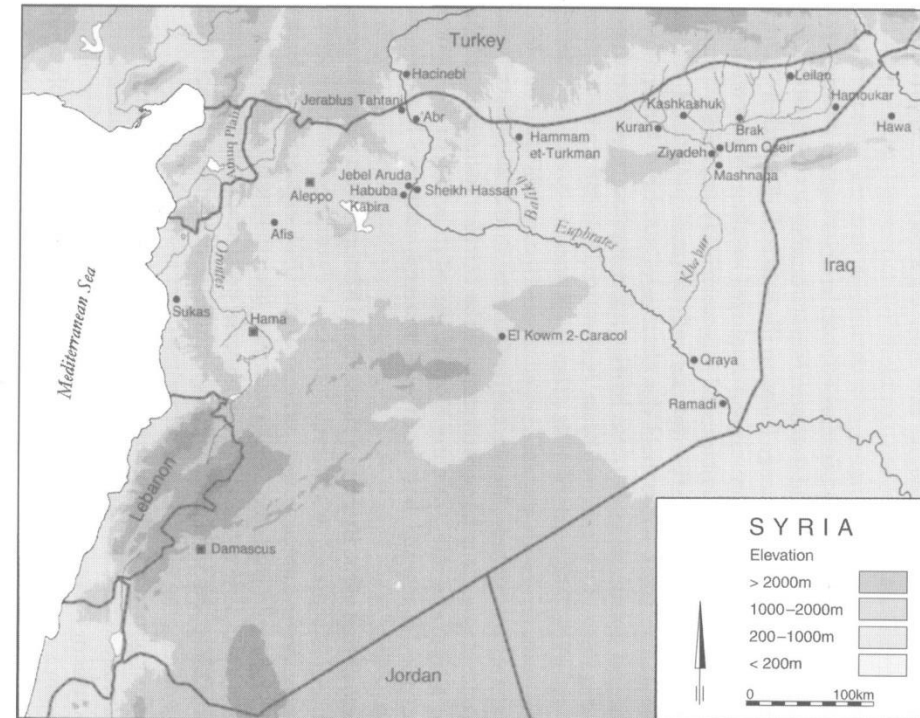 Turkey
Hacinebi
Leilan
Jerablus Tahtani
'Abr
Kashkashuk
Hamoukar
Kuran
Brak
Hawa
Hammam
et-Turkman
Umm Qseir
Ziyadeh
Mashnaqa
Amuq Plain
Jebel Aruda
Habuba
Kabira
Sheikh Hassan
Balikh
Aleppo
Afis
Euphrates
Khabur
Iraq
Orontes
Mediterranean Sea
Sukas
Hama
El Kowm 2-Caracol
Qraya
Ramadi
Lebanon
Damascus
Jordan
SYRIA
Elevation
> 2000m
1000–2000m
200–1000m
< 200m
0 100km